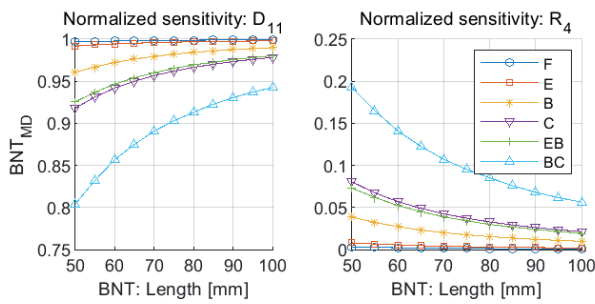 Normalized sensitivity: D11
1
0.95
0.9
0.85
0.8
0.75
BNT_MD
50 60 70 80 90 100
BNT: Length [mm]
Normalized sensitivity: R4
0.25
0.2
0.15
0.1
0.05
0
50 60 70 80 90 100
BNT: Length [mm]
F
E
B
C
EB
BC